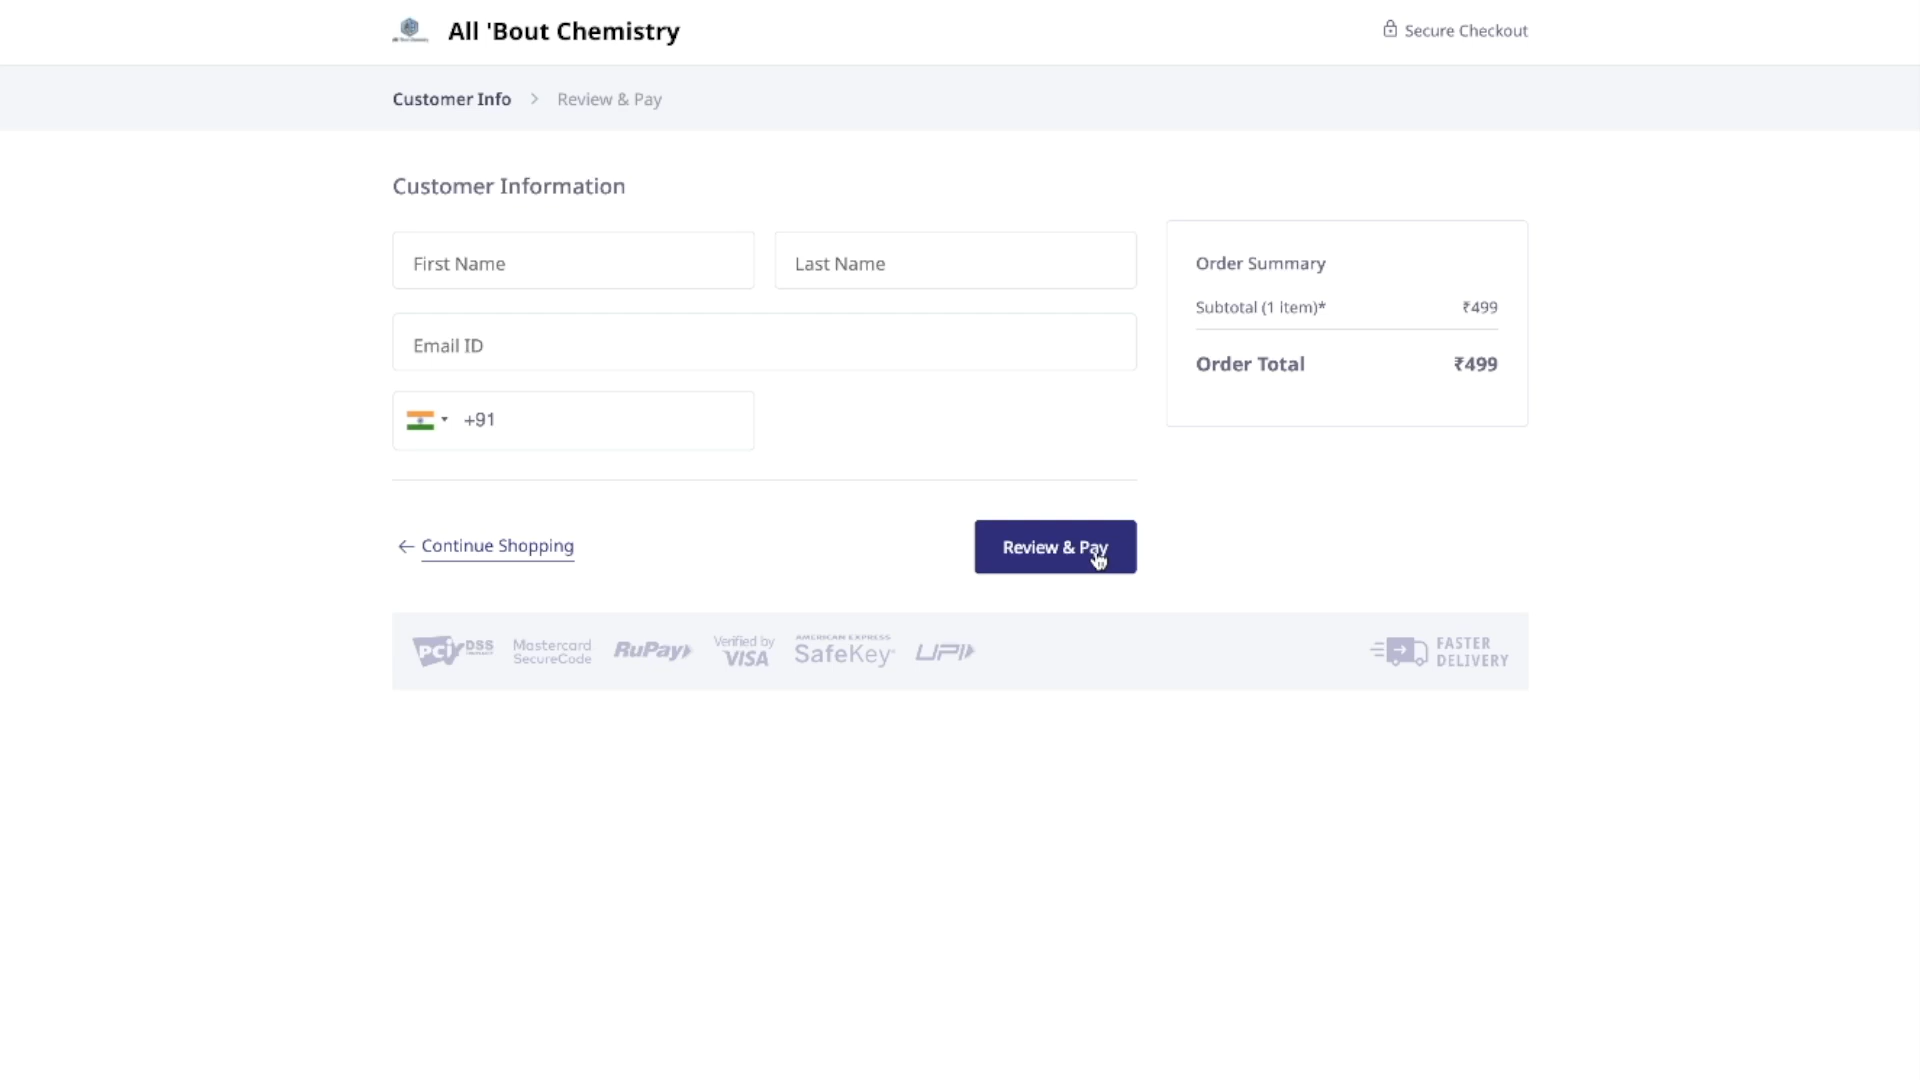 All 'Bout Chemistry
Secure Checkout
Customer Info > Review & Pay
Customer Information
First Name
Last Name
Email ID
+91
Order Summary
Subtotal (1 item)* ₹499
Order Total ₹499
Continue Shopping
Review & Pay
PCI DSS
Mastercard
SecureCode
RuPay
Verified by
VISA
AMERICAN EXPRESS
SafeKey
UPI
FASTER
DELIVERY